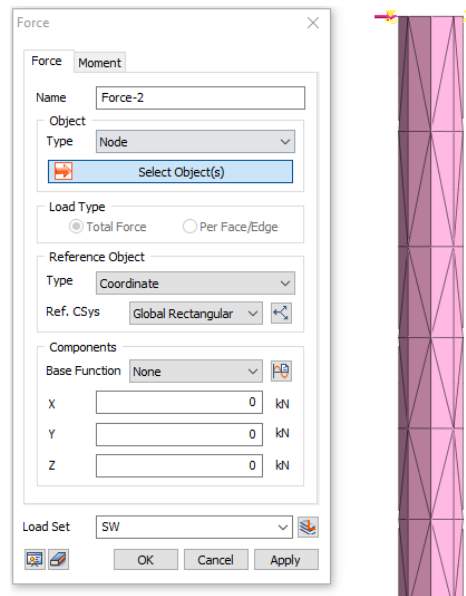 Force
Force Moment
Name Force-2
Object
Type Node
Select Object(s)
Load Type
Total Force Per Face/Edge
Reference Object
Type Coordinate
Ref. CSys Global Rectangular
Components
Base Function None
X 0 kN
Y 0 kN
Z 0 kN
Load Set SW
OK Cancel Apply